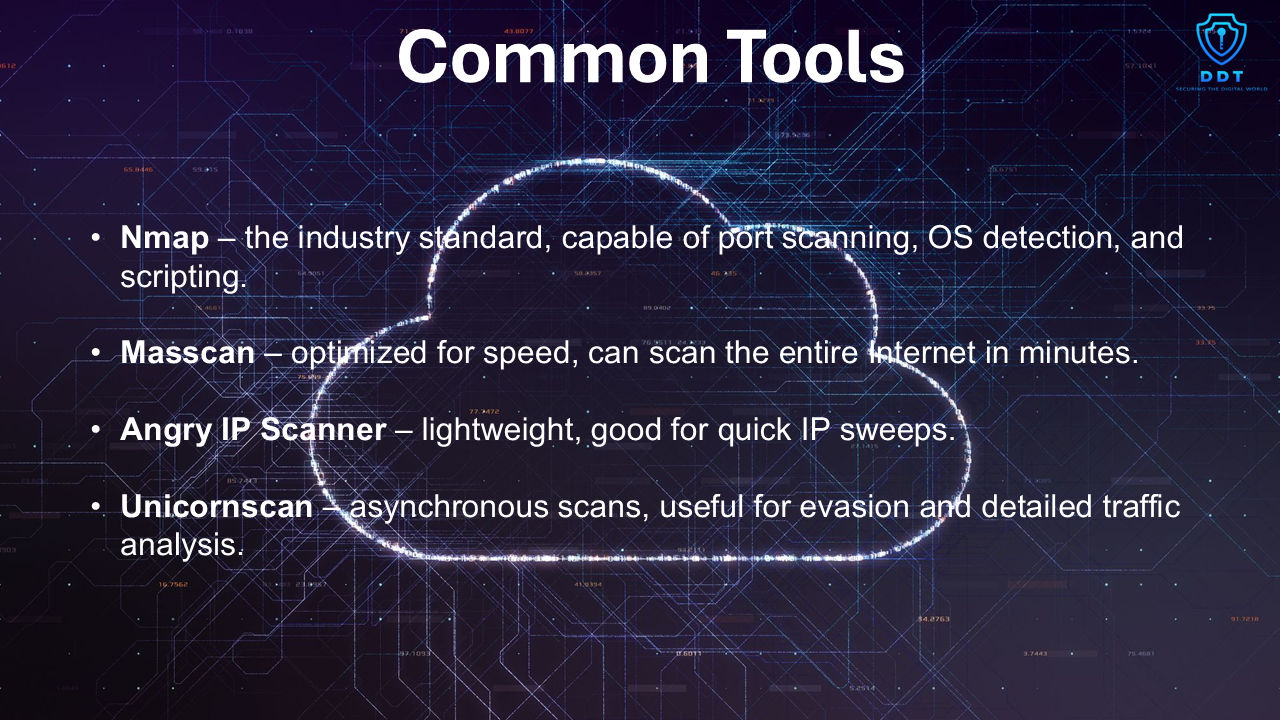 Common Tools
DDT
SECURING THE DIGITAL WORLD
• Nmap – the industry standard, capable of port scanning, OS detection, and
scripting.
• Masscan – optimized for speed, can scan the entire internet in minutes.
• Angry IP Scanner – lightweight, good for quick IP sweeps.
• Unicornscan – asynchronous scans, useful for evasion and detailed traffic
analysis.